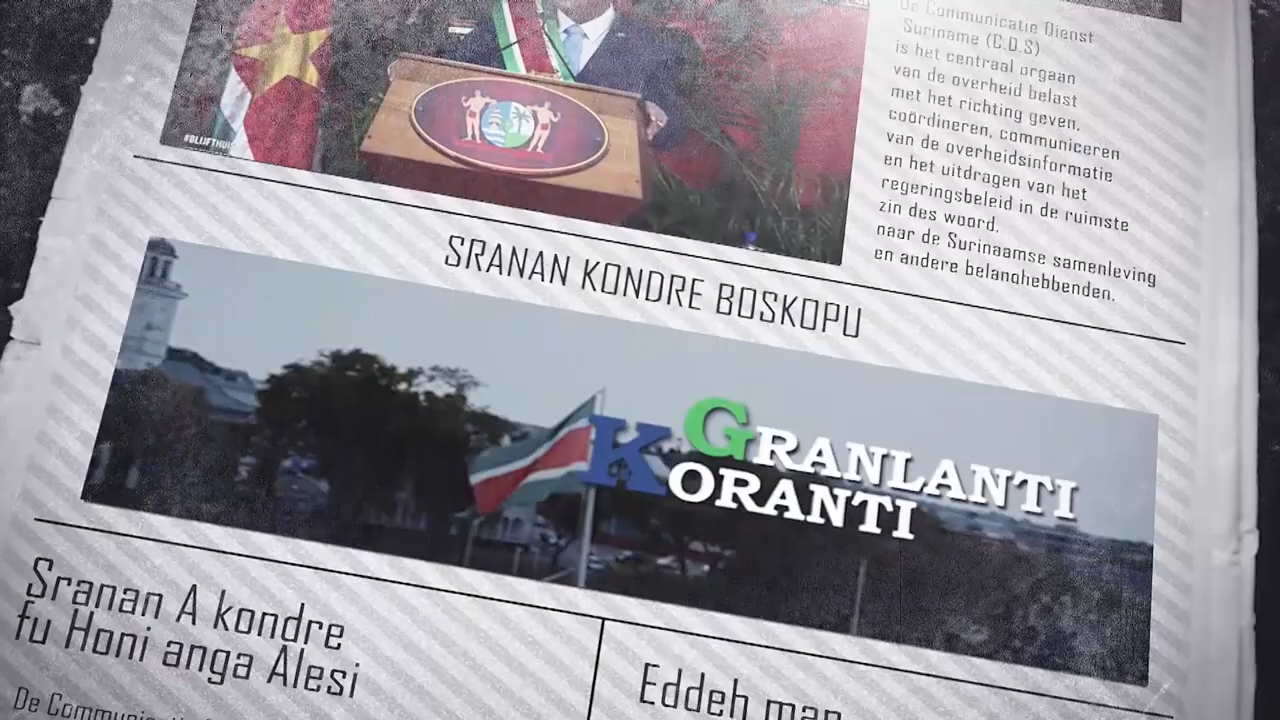 De Communicatie Dienst
Suriname (C.D.S)
is het centraal orgaan
van de overheid belast
met het richting geven,
coördineren, communiceren
van de overheidsinformatie
en het uitdragen van het
regeringsbeleid in de ruimste
zin des woord.
naar de Surinaamse samenleving
en andere belanghebbenden.
#BLIJFTHUIS
SRANAN KONDRE BOSKOPU
GRANLANTI
KORANTI
Sranan A kondre
fu Honi anga Alesi
Eddeh man
De